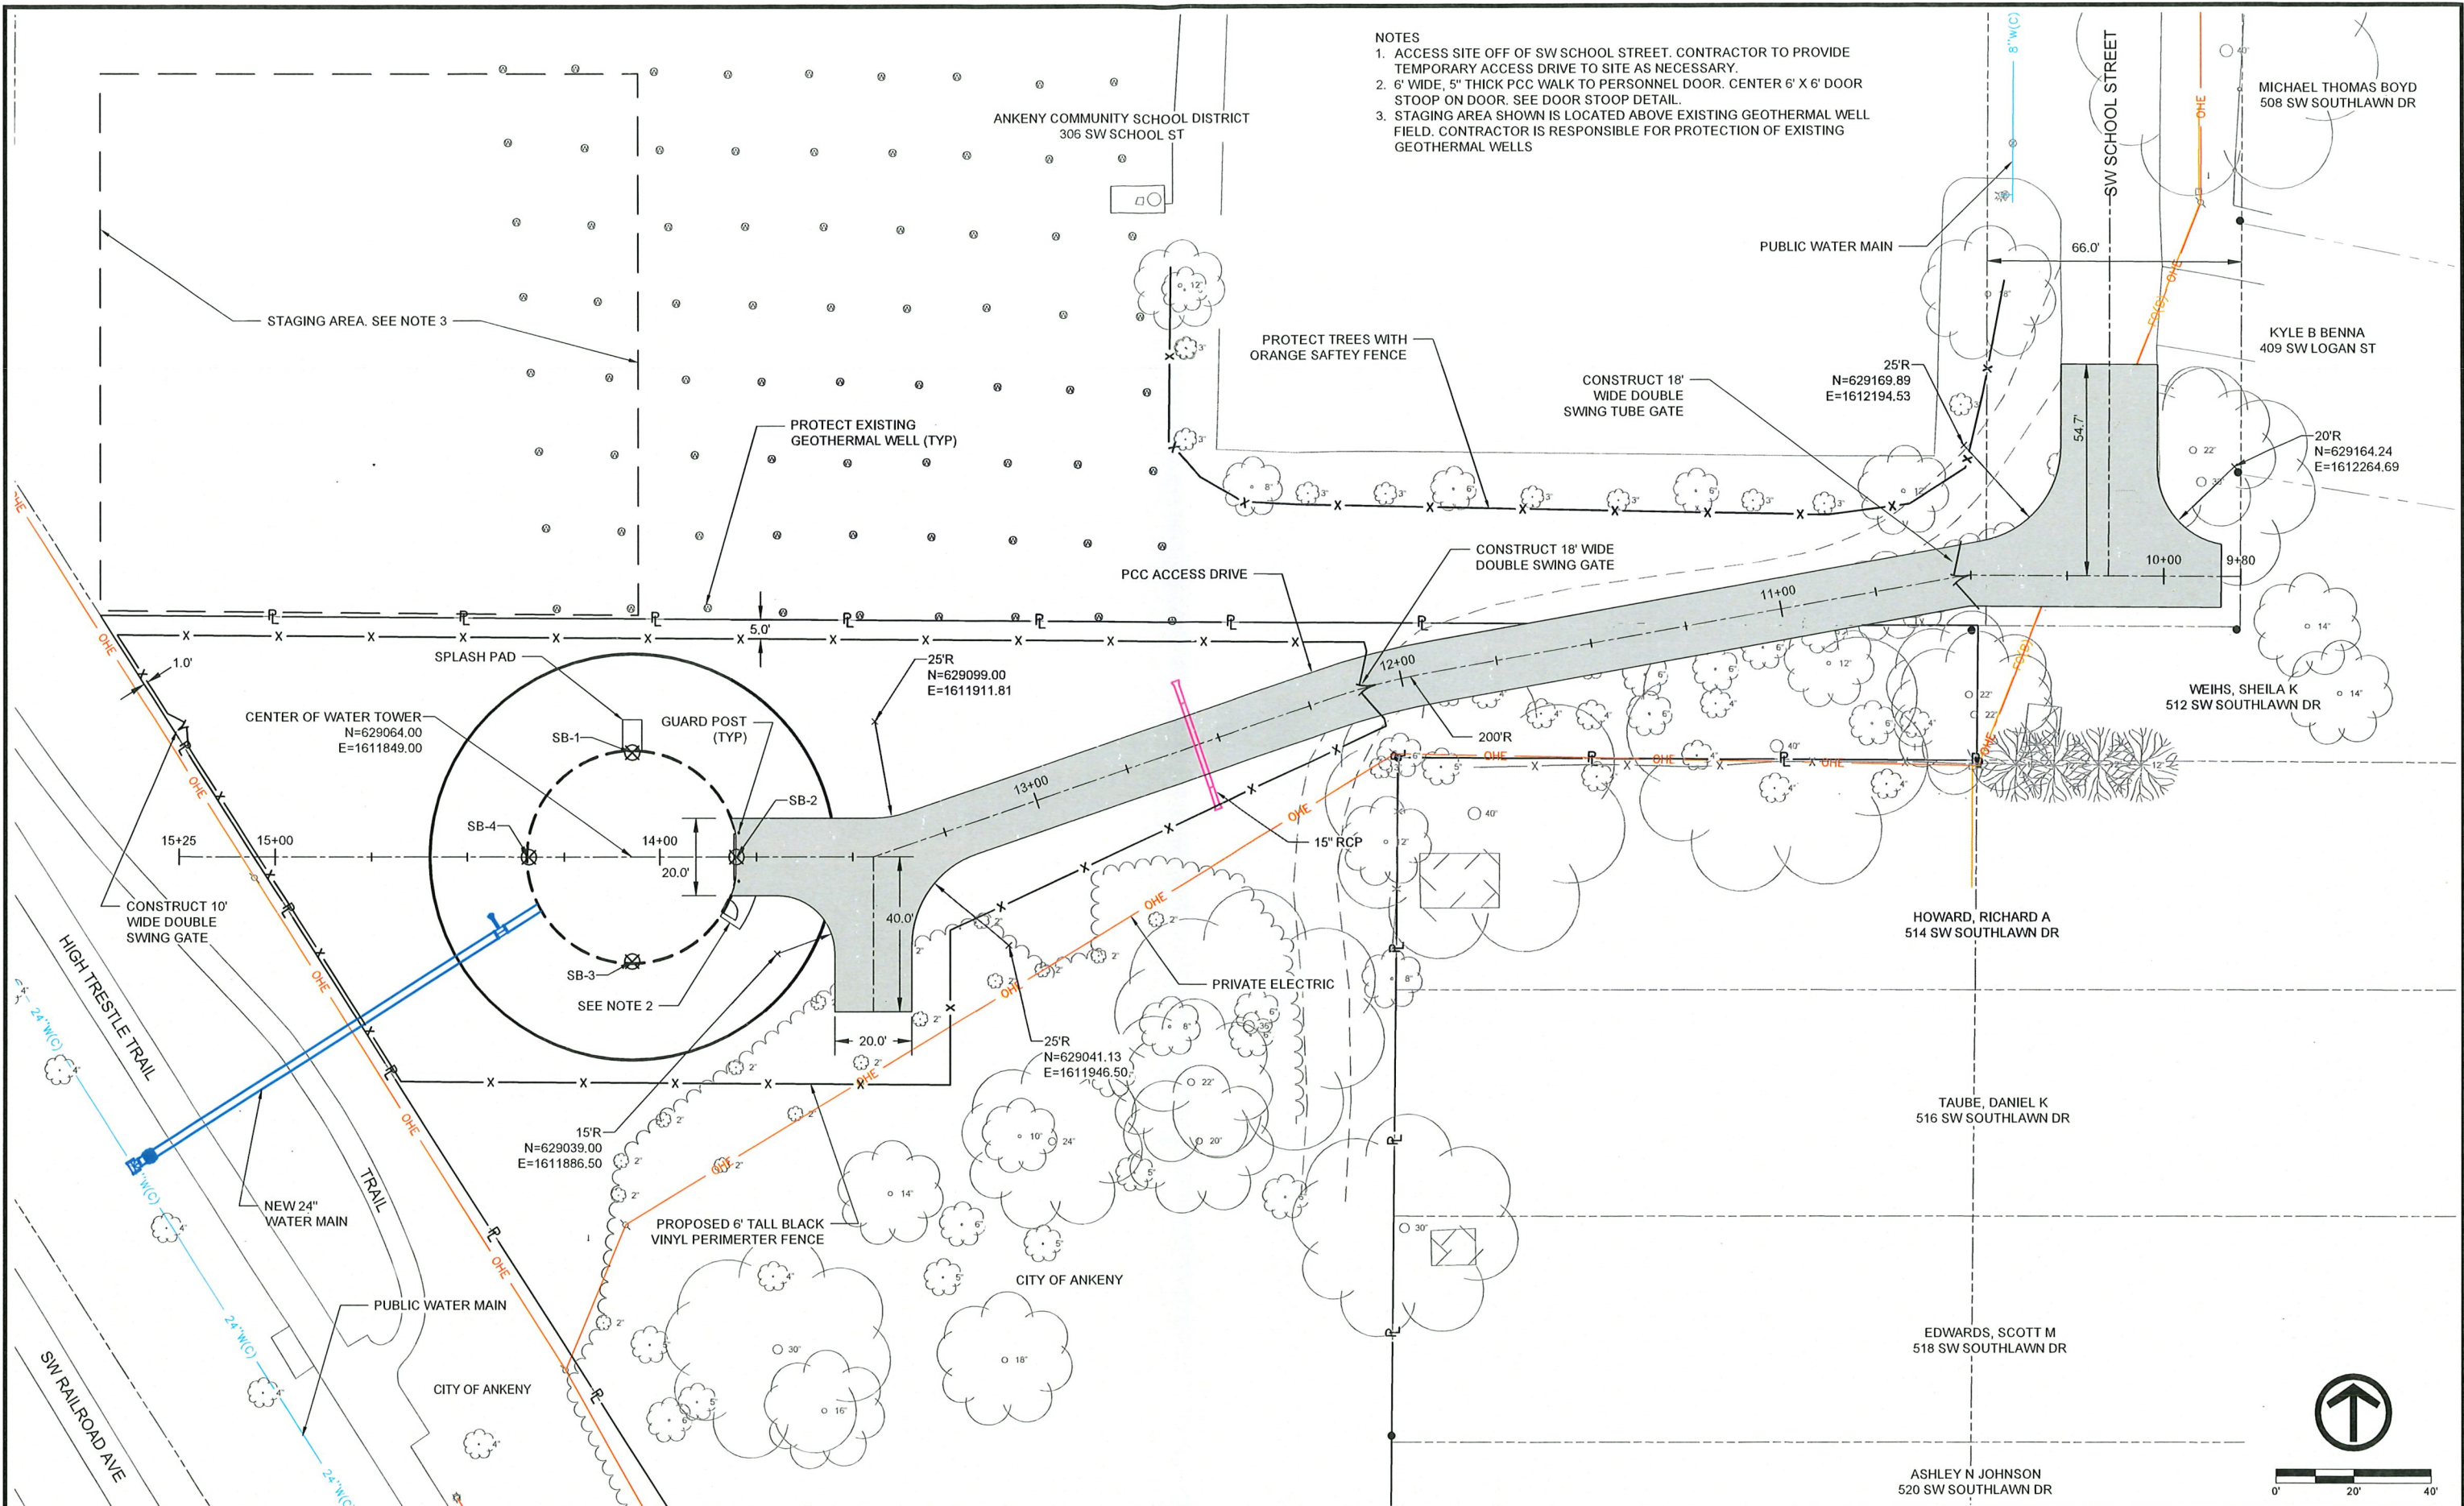 NOTES
1. ACCESS SITE OFF OF SW SCHOOL STREET. CONTRACTOR TO PROVIDE
TEMPORARY ACCESS DRIVE TO SITE AS NECESSARY.
2. 6' WIDE, 5" THICK PCC WALK TO PERSONNEL DOOR. CENTER 6' X 6' DOOR
STOOP ON DOOR. SEE DOOR STOOP DETAIL.
3. STAGING AREA SHOWN IS LOCATED ABOVE EXISTING GEOTHERMAL WELL
FIELD. CONTRACTOR IS RESPONSIBLE FOR PROTECTION OF EXISTING
GEOTHERMAL WELLS
ANKENY COMMUNITY SCHOOL DISTRICT
306 SW SCHOOL ST
8"W(C)
SW SCHOOL STREET
OHE
MICHAEL THOMAS BOYD
508 SW SOUTHLAWN DR
PUBLIC WATER MAIN
66.0'
FO(B)
OHE
STAGING AREA. SEE NOTE 3
PROTECT TREES WITH
ORANGE SAFTEY FENCE
KYLE B BENNA
409 SW LOGAN ST
CONSTRUCT 18'
WIDE DOUBLE
SWING TUBE GATE
25'R
N=629169.89
E=1612194.53
54.7'
PROTECT EXISTING
GEOTHERMAL WELL (TYP)
20'R
N=629164.24
E=1612264.69
CONSTRUCT 18' WIDE
DOUBLE SWING GATE
PCC ACCESS DRIVE
10+00
9+80
11+00
12+00
13+00
5.0'
1.0'
SPLASH PAD
25'R
N=629099.00
E=1611911.81
CENTER OF WATER TOWER
N=629064.00
E=1611849.00
GUARD POST
(TYP)
SB-1
SB-2
SB-4
SB-3
200'R
WEIHS, SHEILA K
512 SW SOUTHLAWN DR
15+25
15+00
14+00
20.0'
40.0'
15" RCP
CONSTRUCT 10'
WIDE DOUBLE
SWING GATE
HOWARD, RICHARD A
514 SW SOUTHLAWN DR
HIGH TRESTLE TRAIL
SEE NOTE 2
PRIVATE ELECTRIC
20.0'
25'R
N=629041.13
E=1611946.50
24"W(C)
15'R
N=629039.00
E=1611886.50
TAUBE, DANIEL K
516 SW SOUTHLAWN DR
TRAIL
NEW 24"
WATER MAIN
PROPOSED 6' TALL BLACK
VINYL PERIMERTER FENCE
CITY OF ANKENY
PUBLIC WATER MAIN
24"W(C)
EDWARDS, SCOTT M
518 SW SOUTHLAWN DR
SW RAILROAD AVE
CITY OF ANKENY
24"W(C)
ASHLEY N JOHNSON
520 SW SOUTHLAWN DR
0' 20' 40'